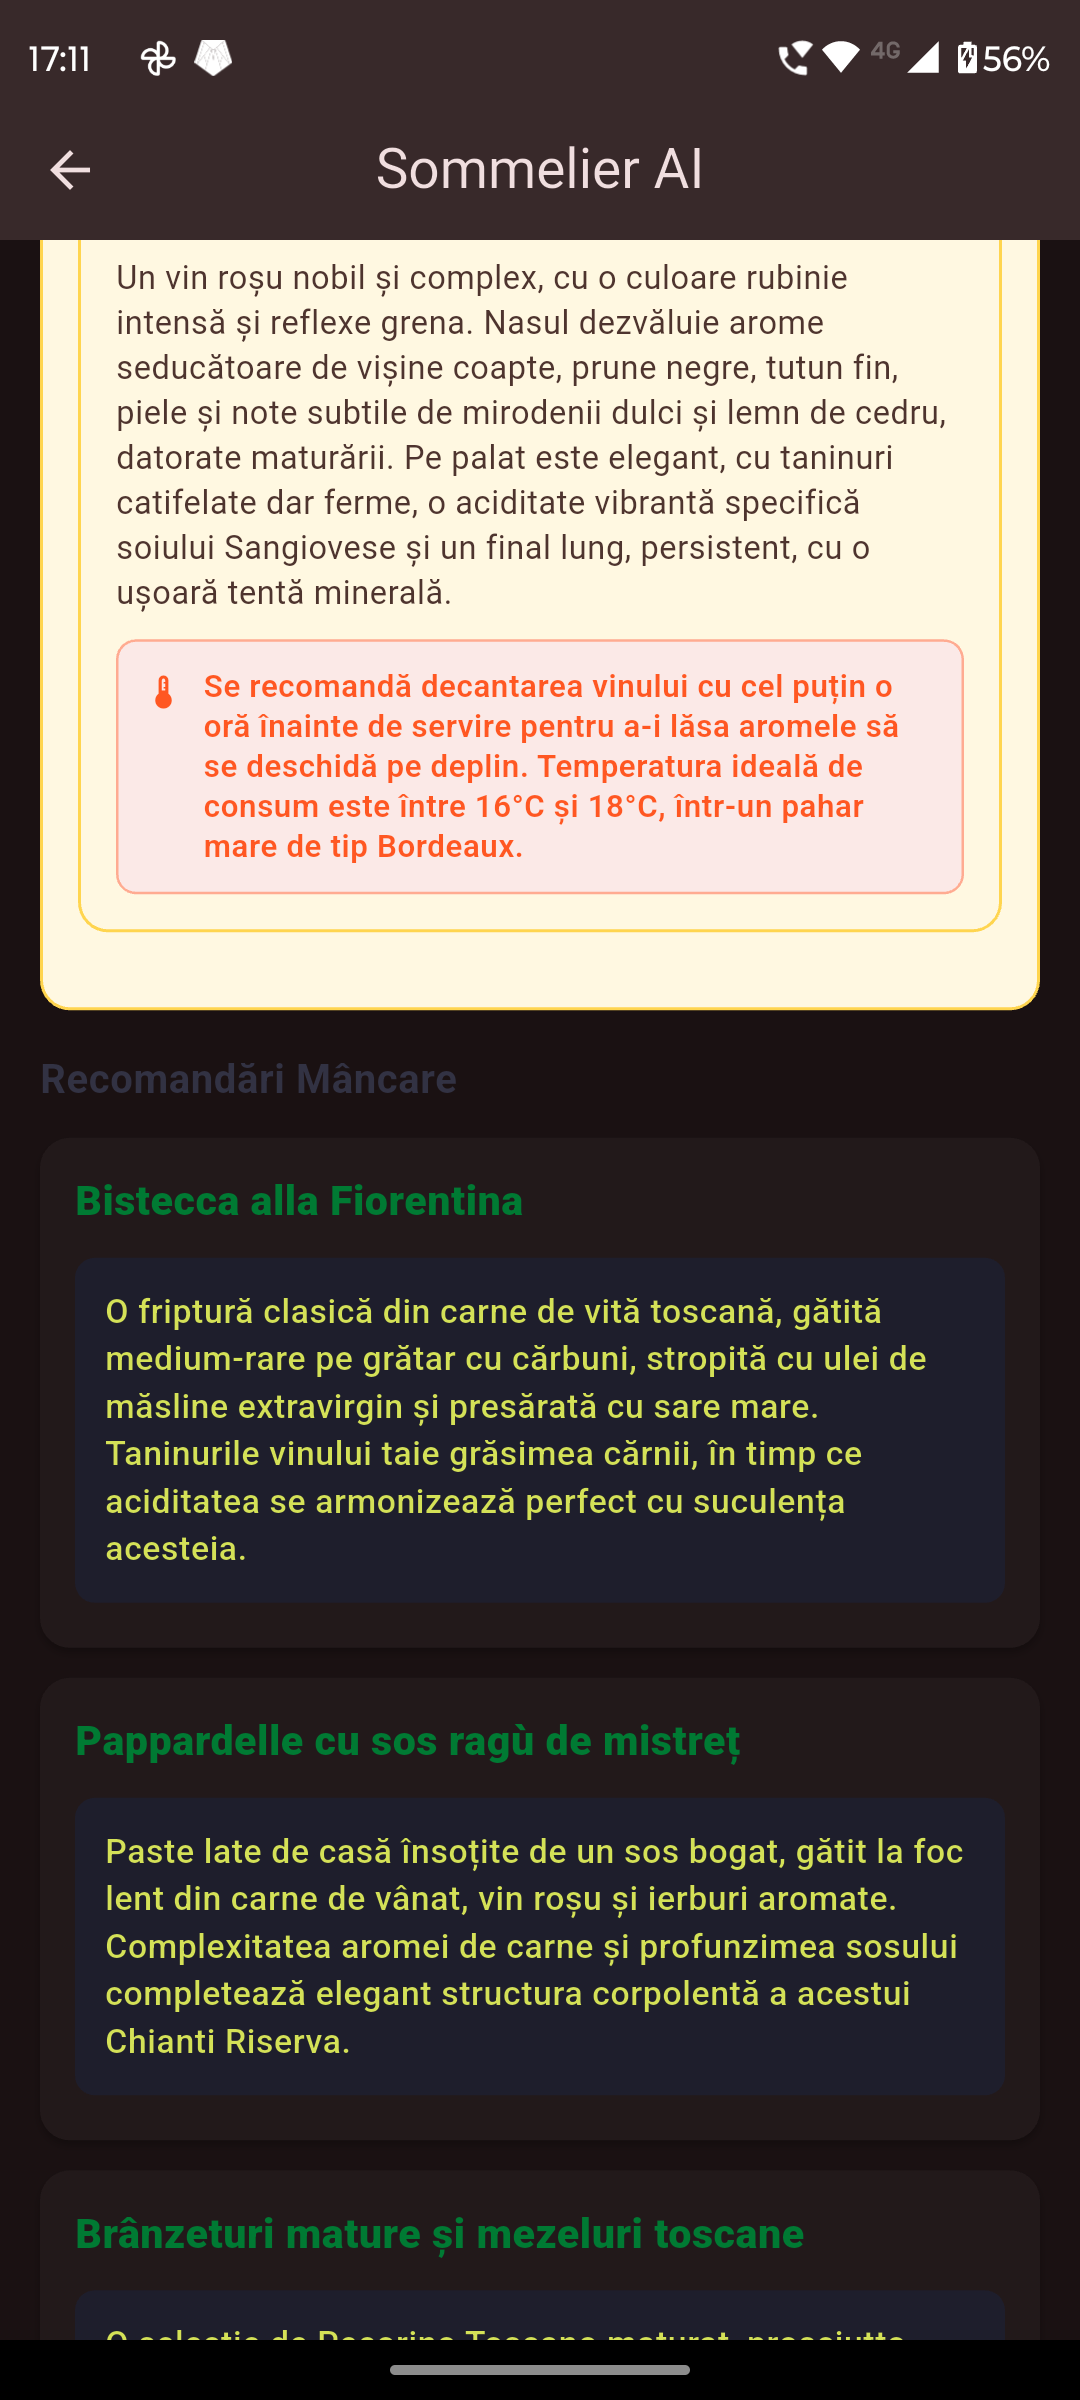 17:11
4G
56%
Sommelier AI
Un vin roșu nobil și complex, cu o culoare rubinie
intensă și reflexe grena. Nasul dezvăluie arome
seducătoare de vișine coapte, prune negre, tutun fin,
piele și note subtile de mirodenii dulci și lemn de cedru,
datorate maturării. Pe palat este elegant, cu taninuri
catifelate dar ferme, o aciditate vibrantă specifică
soiului Sangiovese și un final lung, persistent, cu o
ușoară tentă minerală.
Se recomandă decantarea vinului cu cel puțin o
oră înainte de servire pentru a-i lăsa aromele să
se deschidă pe deplin. Temperatura ideală de
consum este între 16°C și 18°C, într-un pahar
mare de tip Bordeaux.
Recomandări Mâncare
Bistecca alla Fiorentina
O friptură clasică din carne de vită toscană, gătită
medium-rare pe grătar cu cărbuni, stropită cu ulei de
măsline extravirgin și presărată cu sare mare.
Taninurile vinului taie grăsimea cărnii, în timp ce
aciditatea se armonizează perfect cu suculența
acesteia.
Pappardelle cu sos ragù de mistreț
Paste late de casă însoțite de un sos bogat, gătit la foc
lent din carne de vânat, vin roșu și ierburi aromate.
Complexitatea aromei de carne și profunzimea sosului
completează elegant structura corpolentă a acestui
Chianti Riserva.
Brânzeturi mature și mezeluri toscane
O selecție de Pecorino Toscano maturat, prosciutto